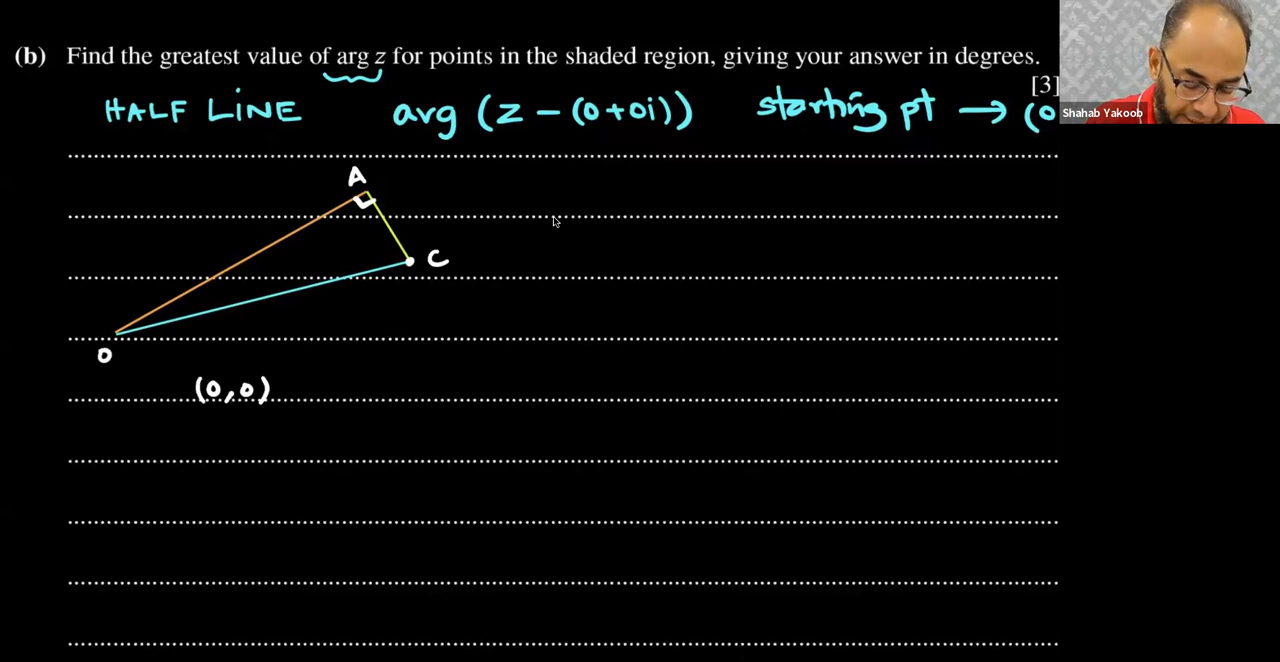 (b) Find the greatest value of arg z for points in the shaded region, giving your answer in degrees.
[3]
Shahab Yakoob
HALF LINE arg (z − (0+0i)) starting pt → (0
A
C
O
(0,0)